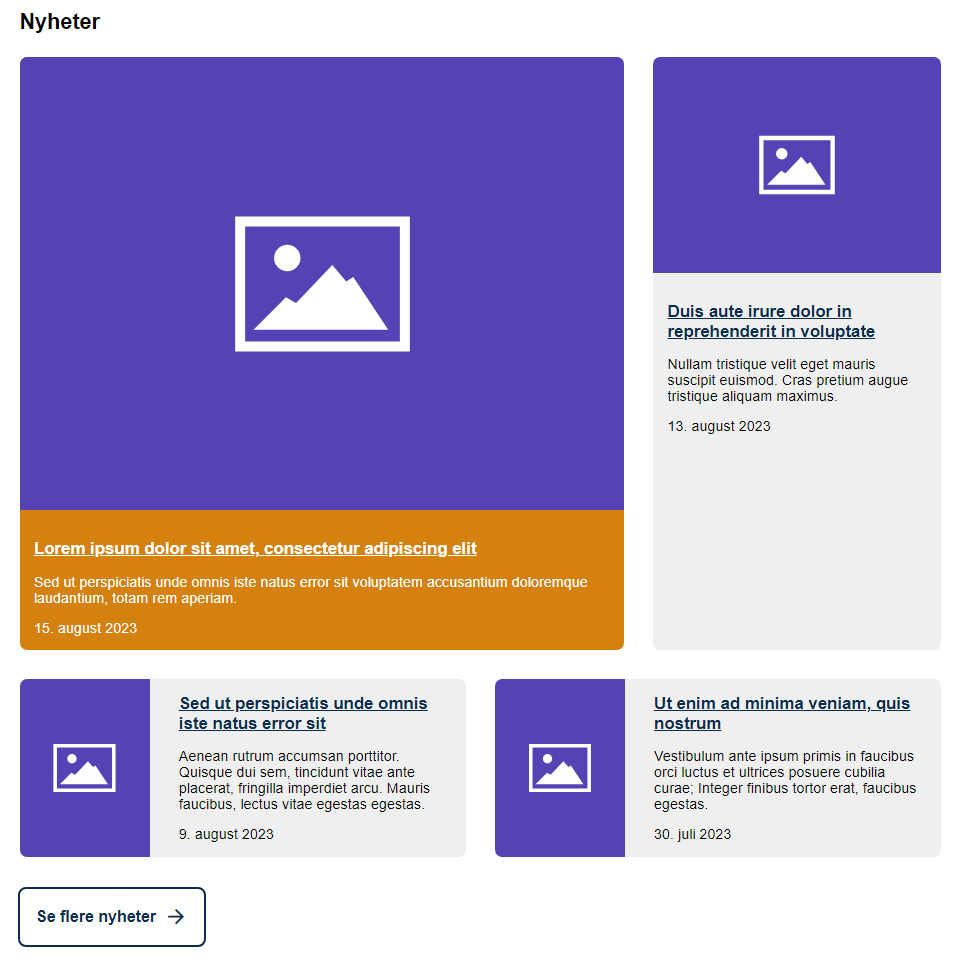 Nyheter
Lorem ipsum dolor sit amet, consectetur adipiscing elit
Sed ut perspiciatis unde omnis iste natus error sit voluptatem accusantium doloremque
laudantium, totam rem aperiam.
15. august 2023
Duis aute irure dolor in
reprehenderit in voluptate
Nullam tristique velit eget mauris
suscipit euismod. Cras pretium augue
tristique aliquam maximus.
13. august 2023
Sed ut perspiciatis unde omnis
iste natus error sit
Aenean rutrum accumsan porttitor.
Quisque dui sem, tincidunt vitae ante
placerat, fringilla imperdiet arcu. Mauris
faucibus, lectus vitae egestas egestas.
9. august 2023
Ut enim ad minima veniam, quis
nostrum
Vestibulum ante ipsum primis in faucibus
orci luctus et ultrices posuere cubilia
curae; Integer finibus tortor erat, faucibus
egestas.
30. juli 2023
Se flere nyheter